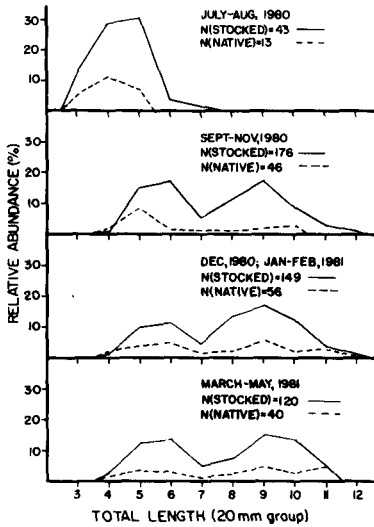 JULY-AUG, 1980
N(STOCKED)=43
N(NATIVE)=13
30
20
10
SEPT-NOV, 1980
N(STOCKED)=176
N(NATIVE)=46
30
20
10
DEC, 1980; JAN-FEB, 1981
N(STOCKED)=149
N(NATIVE)=56
30
20
10
MARCH-MAY, 1981
N(STOCKED)=120
N(NATIVE)=40
30
20
10
RELATIVE ABUNDANCE (%)
3 4 5 6 7 8 9 10 11 12
TOTAL LENGTH (20 mm group)